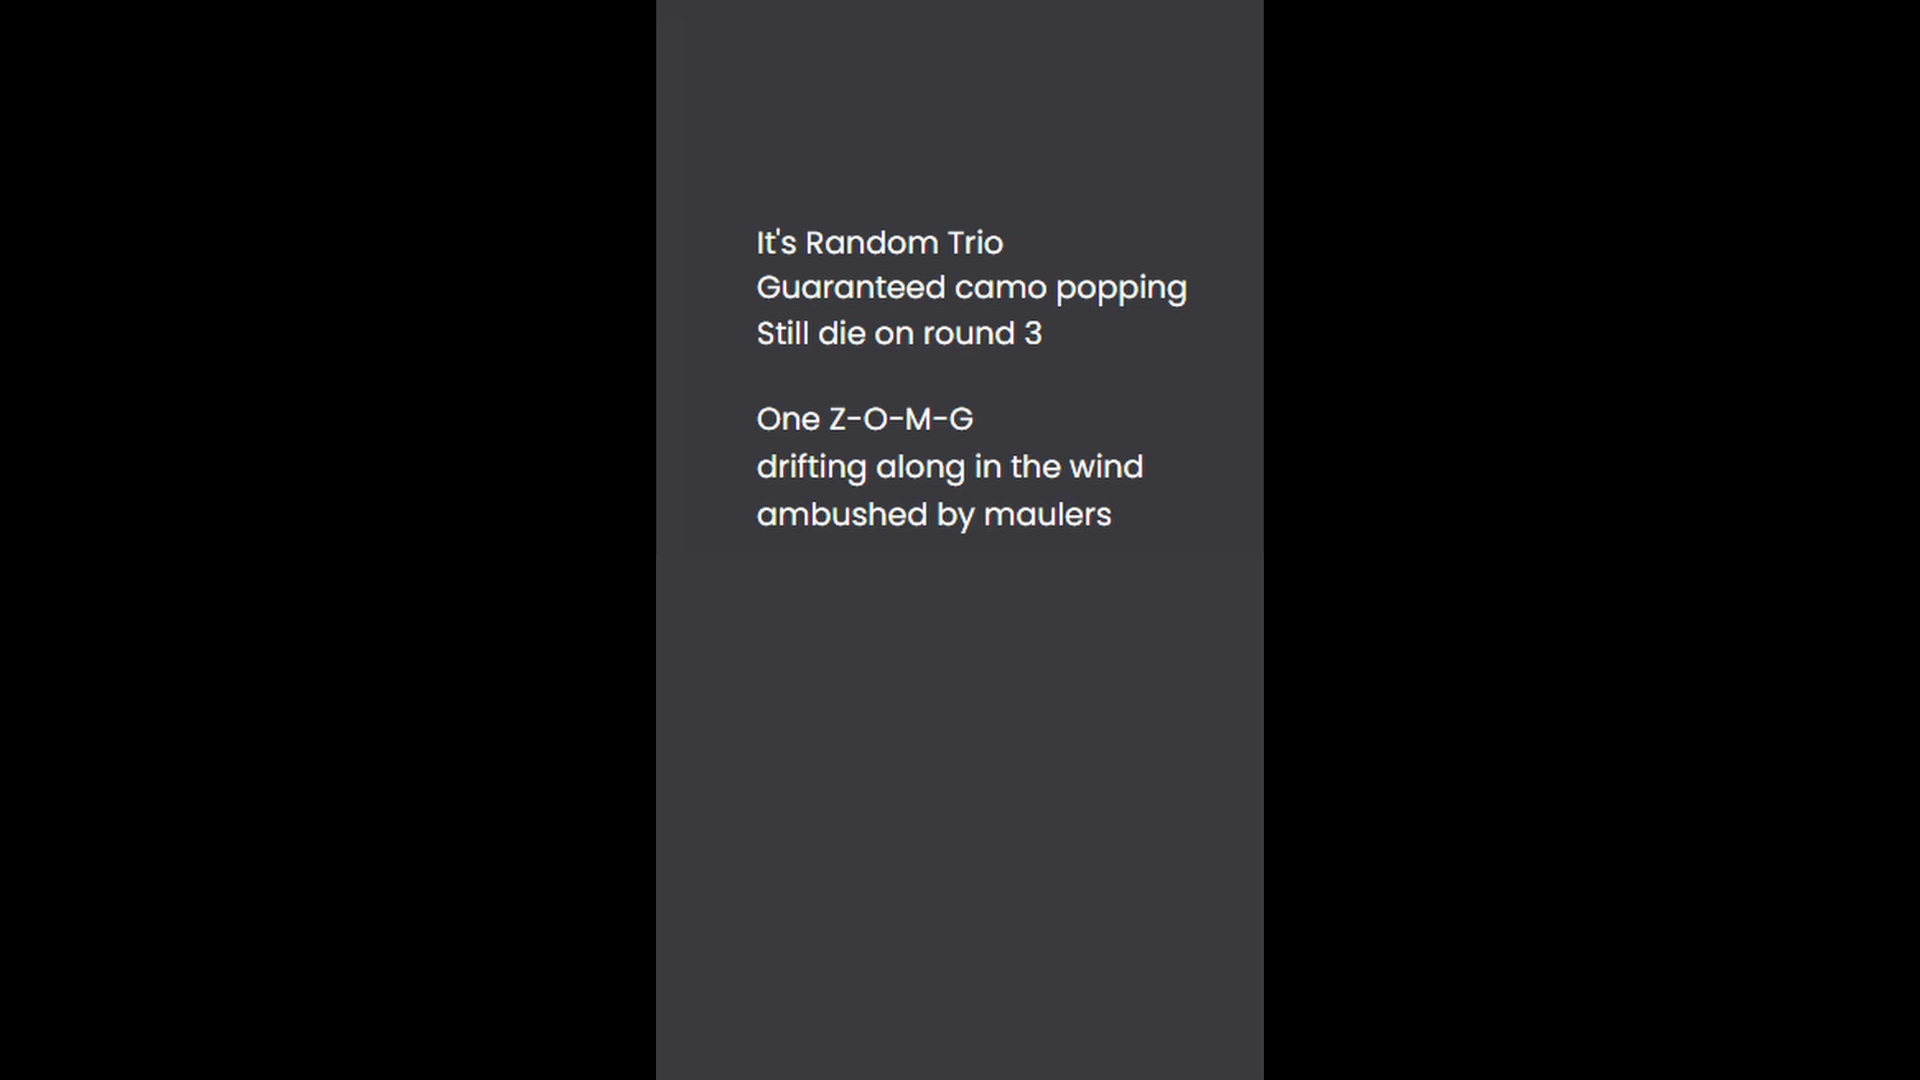 It's Random Trio
Guaranteed camo popping
Still die on round 3
One Z-O-M-G
drifting along in the wind
ambushed by maulers